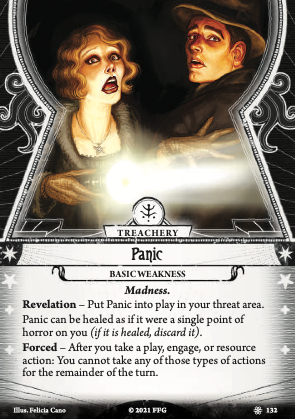 TREACHERY
Panic
BASIC WEAKNESS
Madness.
Revelation – Put Panic into play in your threat area.
Panic can be healed as if it were a single point of
horror on you (if it is healed, discard it).
Forced – After you take a play, engage, or resource
action: You cannot take any of those types of actions
for the remainder of the turn.
Illus. Felicia Cano © 2021 FFG 132